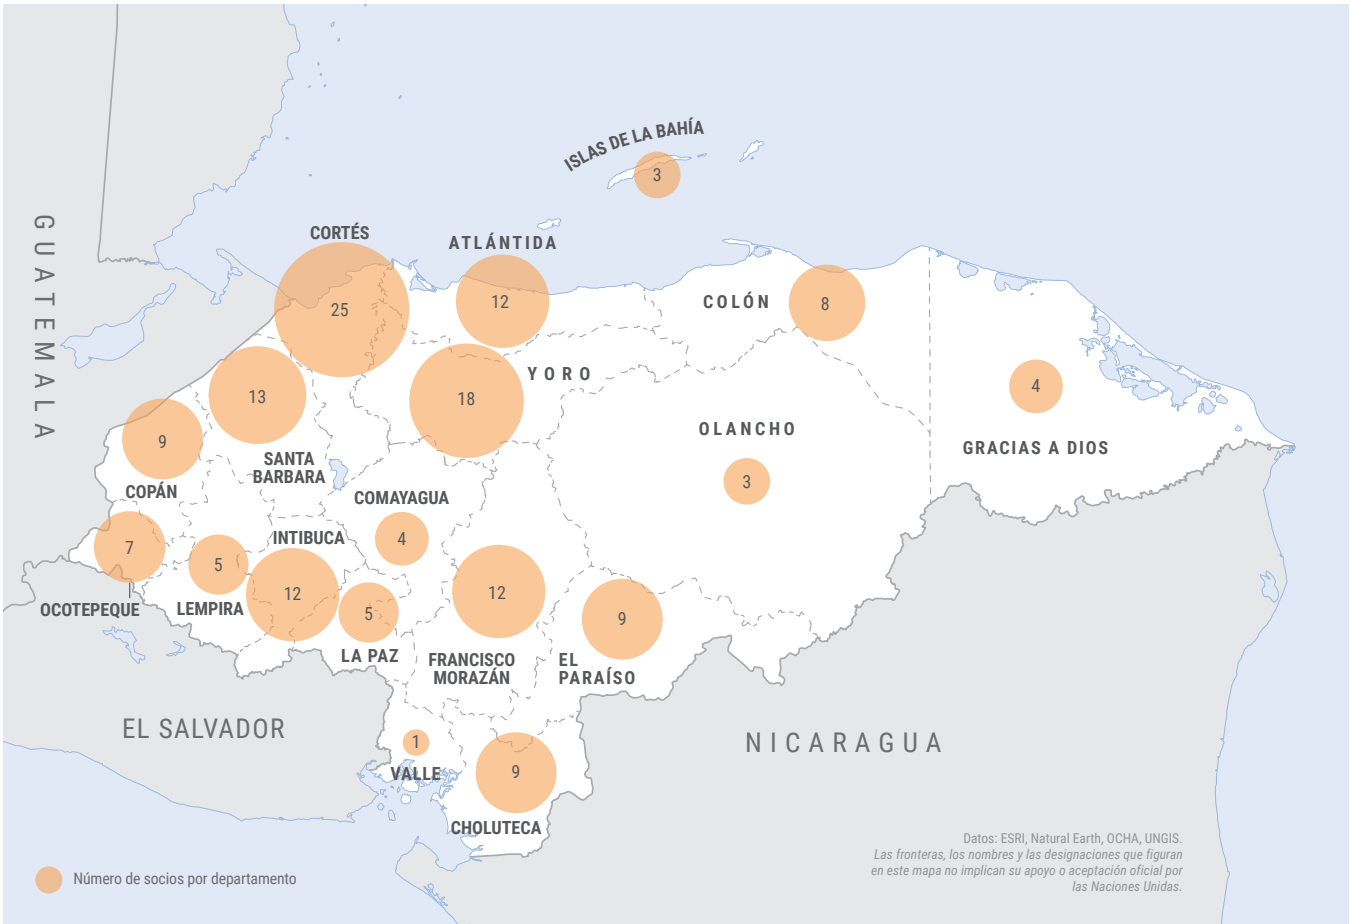 ISLAS DE LA BAHÍA
3
GUATEMALA
CORTÉS
25
ATLÁNTIDA
12
COLÓN
8
13
SANTA
BARBARA
18
YORO
4
GRACIAS A DIOS
OLANCHO
3
9
COPÁN
COMAYAGUA
4
7
OCOTEPEQUE
5
LEMPIRA
INTIBUCA
12
5
LA PAZ
12
FRANCISCO
MORAZÁN
9
EL
PARAÍSO
EL SALVADOR
NICARAGUA
1
VALLE
9
CHOLUTECA
Número de socios por departamento
Datos: ESRI, Natural Earth, OCHA, UNGIS.
Las fronteras, los nombres y las designaciones que figuran
en este mapa no implican su apoyo o aceptación oficial por
las Naciones Unidas.